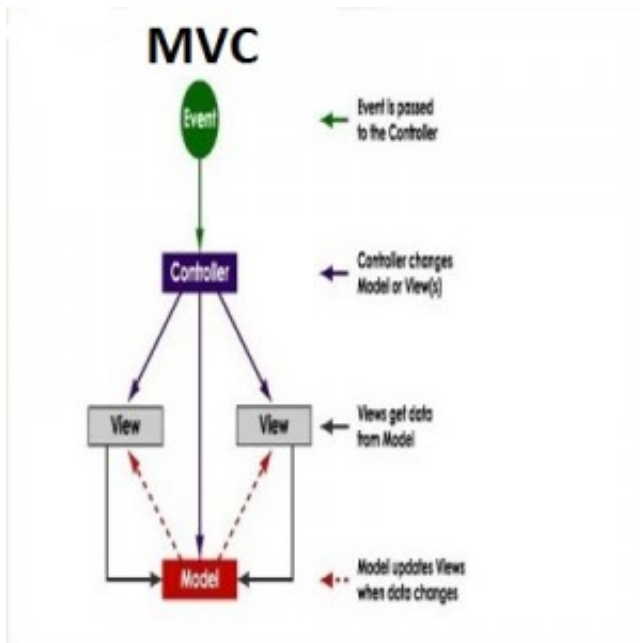 MVC
Event
Event is passed
to the Controller
Controller
Controller changes
Model or View(s)
View
View
Views get data
from Model
Model
Model updates Views
when data changes